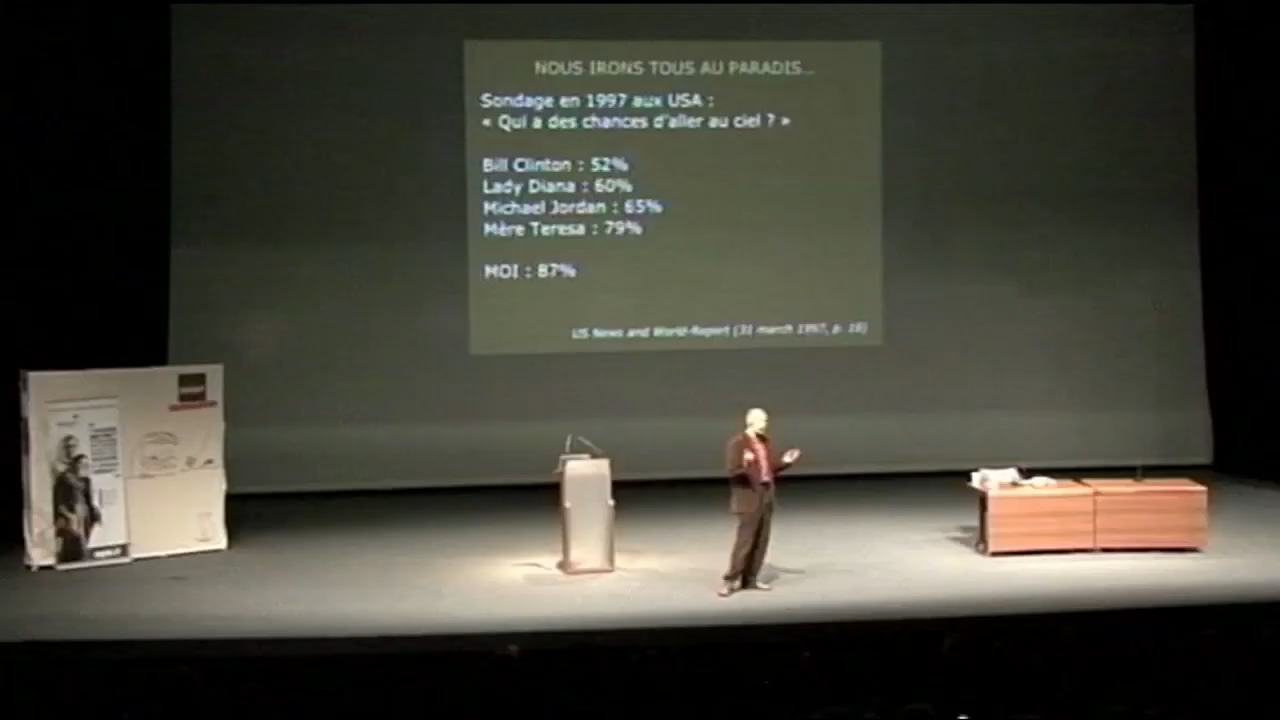 NOUS IRONS TOUS AU PARADIS...
Sondage en 1997 aux USA :
« Qui a des chances d'aller au ciel ? »
Bill Clinton : 52%
Lady Diana : 60%
Michael Jordan : 65%
Mère Teresa : 79%
MOI : 87%
US News and World-Report (31 march 1997, p. 18)